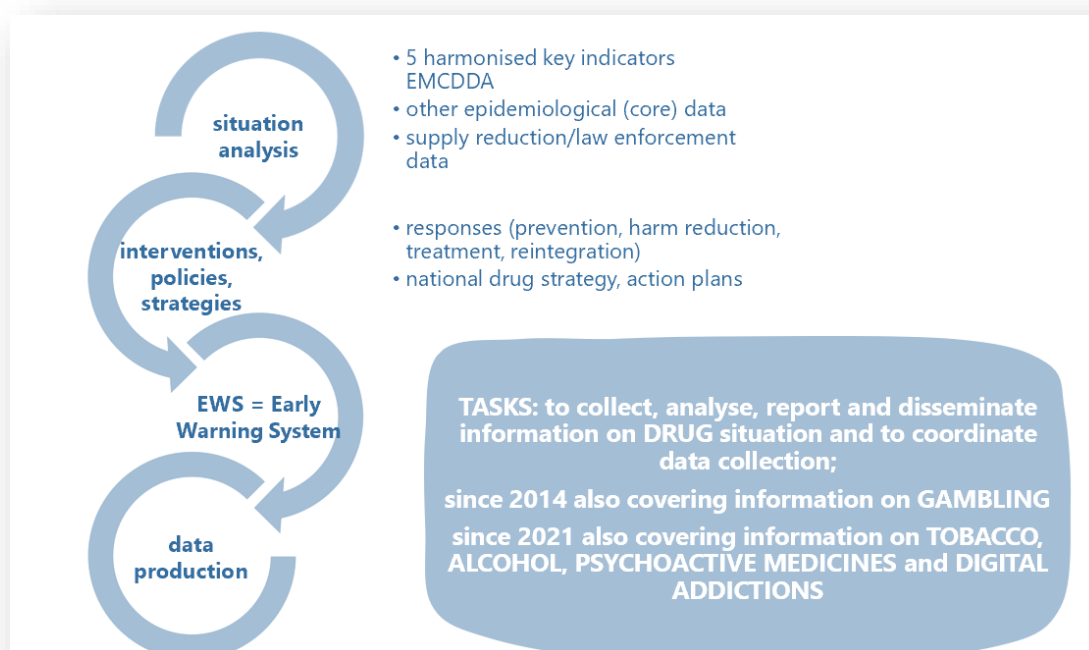 situation
analysis
• 5 harmonised key indicators
EMCDDA
• other epidemiological (core) data
• supply reduction/law enforcement
data
interventions,
policies,
strategies
• responses (prevention, harm reduction,
treatment, reintegration)
• national drug strategy, action plans
EWS = Early
Warning System
data
production
TASKS: to collect, analyse, report and disseminate
information on DRUG situation and to coordinate
data collection;
since 2014 also covering information on GAMBLING
since 2021 also covering information on TOBACCO,
ALCOHOL, PSYCHOACTIVE MEDICINES and DIGITAL
ADDICTIONS